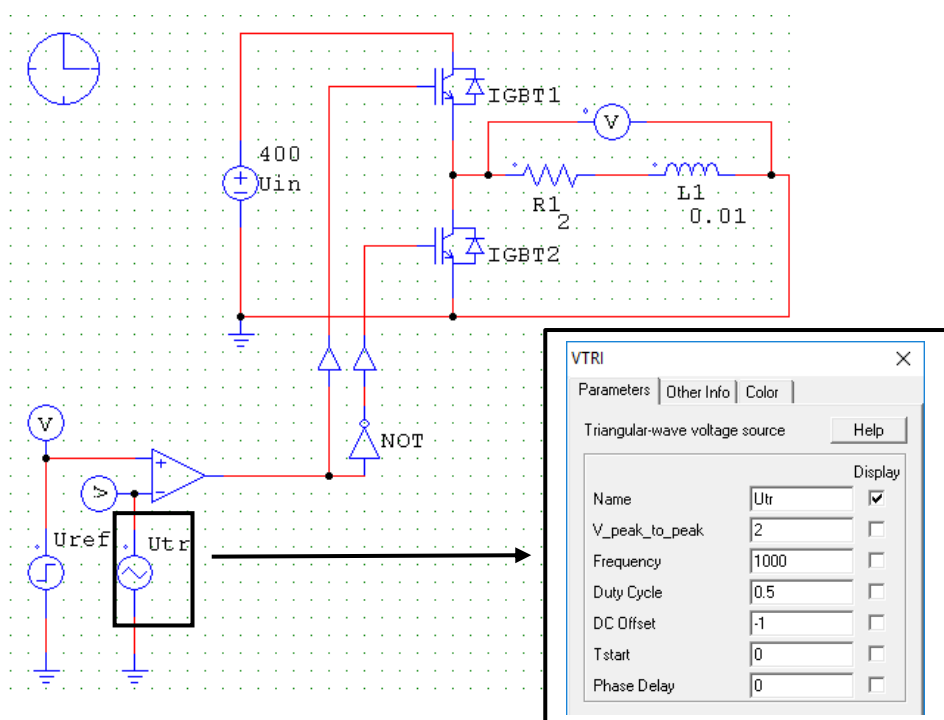 IGBT1
V
400
+
Uin
R1
2
L1
0.01
IGBT2
V
NOT
+
V
Uref
Utr
VTRI
Parameters Other Info Color
Triangular-wave voltage source Help
Display
Name Utr
V_peak_to_peak 2
Frequency 1000
Duty Cycle 0.5
DC Offset -1
Tstart 0
Phase Delay 0